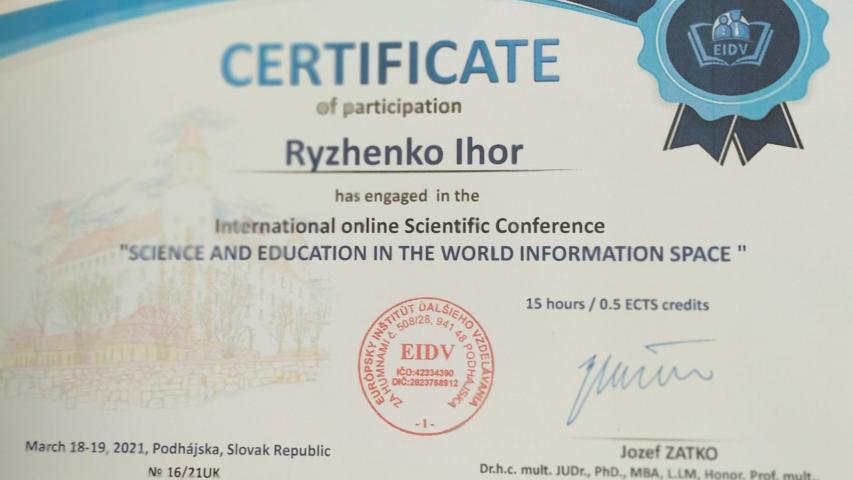 EIDV
CERTIFICATE
of participation
Ryzhenko Ihor
has engaged in the
International online Scientific Conference
"SCIENCE AND EDUCATION IN THE WORLD INFORMATION SPACE "
15 hours / 0.5 ECTS credits
EURÓPSKY INŠTITÚT ĎALŠIEHO VZDELÁVANIA
ZA HUMNAMI č. 508/28, 941 48 PODHÁJSKA
EIDV
IČO:42334390
DIČ:2023768912
-1-
March 18-19, 2021, Podhájska, Slovak Republic
№ 16/21UK
Jozef ZATKO
Dr.h.c. mult. JUDr., PhD., MBA, L.LM, Honor. Prof. mult..